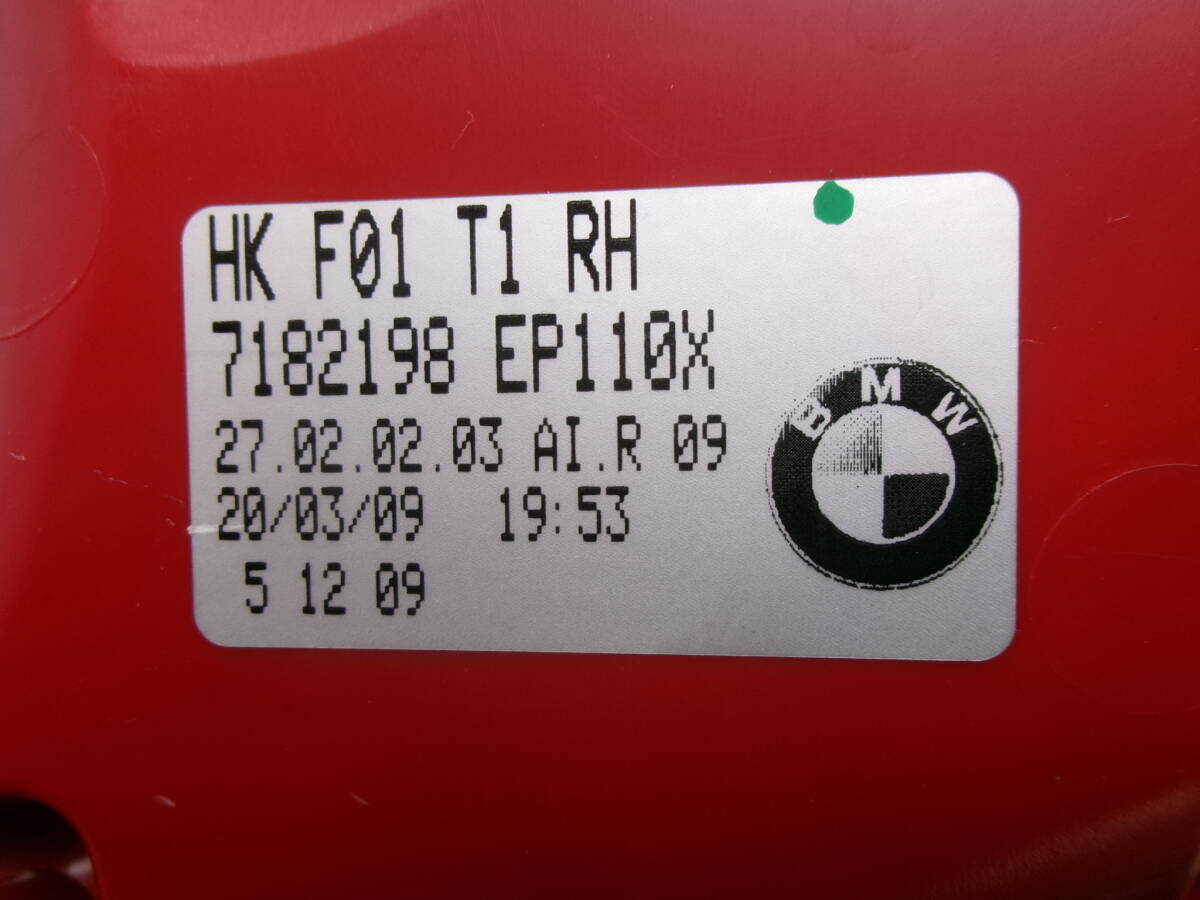 HK F01 T1 RH
7182198 EP110X
27.02.02.03 AI.R 09
20/03/09 19:53
5 12 09
BMW